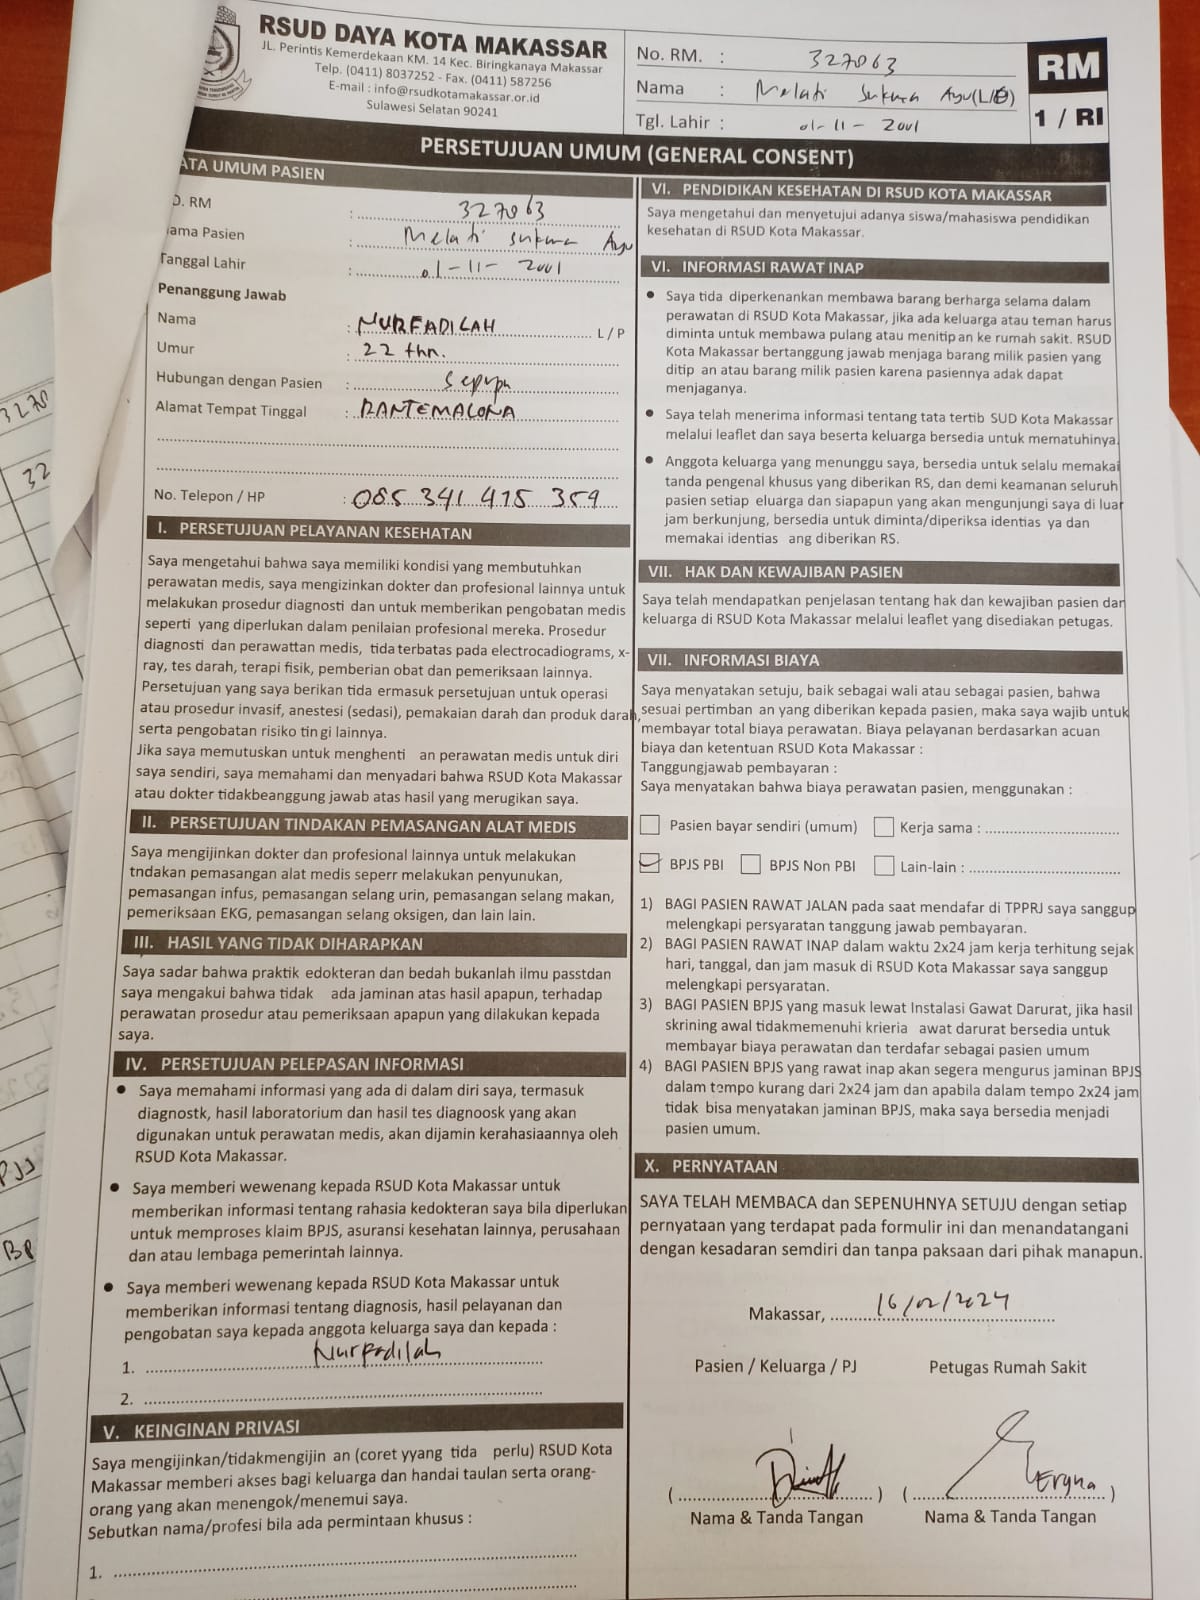 RSUD DAYA KOTA MAKASSAR
JL. Perintis Kemerdekaan KM. 14 Kec. Biringkanaya Makassar
Telp. (0411) 8037252 - Fax. (0411) 587256
E-mail : info@rsudkotamakassar.or.id
Sulawesi Selatan 90241
No. RM. : 327063
Nama : Melati Sukma Ayu (L/P)
Tgl. Lahir : 01-11-2001
RM
1 / RI
PERSETUJUAN UMUM (GENERAL CONSENT)
ATA UMUM PASIEN
O. RM : 327063
ama Pasien : Melati Sukma Ayu
Tanggal Lahir : 01-11-2001
Penanggung Jawab
Nama : NURFADILAH L / P
Umur : 22 thn.
Hubungan dengan Pasien : Sepupu
Alamat Tempat Tinggal :
No. Telepon / HP : 085 341 415 359
I. PERSETUJUAN PELAYANAN KESEHATAN
Saya mengetahui bahwa saya memiliki kondisi yang membutuhkan
perawatan medis, saya mengizinkan dokter dan profesional lainnya untuk
melakukan prosedur diagnosti dan untuk memberikan pengobatan medis
seperti yang diperlukan dalam penilaian profesional mereka. Prosedur
diagnosti dan perawattan medis, tida terbatas pada electrocadiograms, x-
ray, tes darah, terapi fisik, pemberian obat dan pemeriksaan lainnya.
Persetujuan yang saya berikan tida ermasuk persetujuan untuk operasi
atau prosedur invasif, anestesi (sedasi), pemakaian darah dan produk darah,
serta pengobatan risiko tin gi lainnya.
Jika saya memutuskan untuk menghenti an perawatan medis untuk diri
saya sendiri, saya memahami dan menyadari bahwa RSUD Kota Makassar
atau dokter tidakbeanggung jawab atas hasil yang merugikan saya.
II. PERSETUJUAN TINDAKAN PEMASANGAN ALAT MEDIS
Saya mengijinkan dokter dan profesional lainnya untuk melakukan
tndakan pemasangan alat medis seperr melakukan penyunukan,
pemasangan infus, pemasangan selang urin, pemasangan selang makan,
pemeriksaan EKG, pemasangan selang oksigen, dan lain lain.
III. HASIL YANG TIDAK DIHARAPKAN
Saya sadar bahwa praktik edokteran dan bedah bukanlah ilmu passtdan
saya mengakui bahwa tidak ada jaminan atas hasil apapun, terhadap
perawatan prosedur atau pemeriksaan apapun yang dilakukan kepada
saya.
IV. PERSETUJUAN PELEPASAN INFORMASI
• Saya memahami informasi yang ada di dalam diri saya, termasuk
diagnostk, hasil laboratorium dan hasil tes diagnoosk yang akan
digunakan untuk perawatan medis, akan dijamin kerahasiaannya oleh
RSUD Kota Makassar.
• Saya memberi wewenang kepada RSUD Kota Makassar untuk
memberikan informasi tentang rahasia kedokteran saya bila diperlukan
untuk memproses klaim BPJS, asuransi kesehatan lainnya, perusahaan
dan atau lembaga pemerintah lainnya.
• Saya memberi wewenang kepada RSUD Kota Makassar untuk
memberikan informasi tentang diagnosis, hasil pelayanan dan
pengobatan saya kepada anggota keluarga saya dan kepada :
1. Nurfadilah
2.
V. KEINGINAN PRIVASI
Saya mengijinkan/tidakmengijin an (coret yyang tida perlu) RSUD Kota
Makassar memberi akses bagi keluarga dan handai taulan serta orang-
orang yang akan menengok/menemui saya.
Sebutkan nama/profesi bila ada permintaan khusus :
1.
VI. PENDIDIKAN KESEHATAN DI RSUD KOTA MAKASSAR
Saya mengetahui dan menyetujui adanya siswa/mahasiswa pendidikan
kesehatan di RSUD Kota Makassar.
VI. INFORMASI RAWAT INAP
• Saya tida diperkenankan membawa barang berharga selama dalam
perawatan di RSUD Kota Makassar, jika ada keluarga atau teman harus
diminta untuk membawa pulang atau menitip an ke rumah sakit. RSUD
Kota Makassar bertanggung jawab menjaga barang milik pasien yang
ditip an atau barang milik pasien karena pasiennya adak dapat
menjaganya.
• Saya telah menerima informasi tentang tata tertib SUD Kota Makassar
melalui leaflet dan saya beserta keluarga bersedia untuk mematuhinya.
• Anggota keluarga yang menunggu saya, bersedia untuk selalu memakai
tanda pengenal khusus yang diberikan RS, dan demi keamanan seluruh
pasien setiap eluarga dan siapapun yang akan mengunjungi saya di luar
jam berkunjung, bersedia untuk diminta/diperiksa identias ya dan
memakai identias ang diberikan RS.
VII. HAK DAN KEWAJIBAN PASIEN
Saya telah mendapatkan penjelasan tentang hak dan kewajiban pasien dan
keluarga di RSUD Kota Makassar melalui leaflet yang disediakan petugas.
VII. INFORMASI BIAYA
Saya menyatakan setuju, baik sebagai wali atau sebagai pasien, bahwa
sesuai pertimban an yang diberikan kepada pasien, maka saya wajib untuk
membayar total biaya perawatan. Biaya pelayanan berdasarkan acuan
biaya dan ketentuan RSUD Kota Makassar :
Tanggungjawab pembayaran :
Saya menyatakan bahwa biaya perawatan pasien, menggunakan :
Pasien bayar sendiri (umum) Kerja sama :
BPJS PBI BPJS Non PBI Lain-lain :
1) BAGI PASIEN RAWAT JALAN pada saat mendafar di TPPRJ saya sanggup
melengkapi persyaratan tanggung jawab pembayaran.
2) BAGI PASIEN RAWAT INAP dalam waktu 2x24 jam kerja terhitung sejak
hari, tanggal, dan jam masuk di RSUD Kota Makassar saya sanggup
melengkapi persyaratan.
3) BAGI PASIEN BPJS yang masuk lewat Instalasi Gawat Darurat, jika hasil
skrining awal tidakmemenuhi krieria awat darurat bersedia untuk
membayar biaya perawatan dan terdafar sebagai pasien umum
4) BAGI PASIEN BPJS yang rawat inap akan segera mengurus jaminan BPJS
dalam tempo kurang dari 2x24 jam dan apabila dalam tempo 2x24 jam
tidak bisa menyatakan jaminan BPJS, maka saya bersedia menjadi
pasien umum.
X. PERNYATAAN
SAYA TELAH MEMBACA dan SEPENUHNYA SETUJU dengan setiap
pernyataan yang terdapat pada formulir ini dan menandatangani
dengan kesadaran semdiri dan tanpa paksaan dari pihak manapun.
Makassar, 16/02/2024
Pasien / Keluarga / PJ Petugas Rumah Sakit
Nama & Tanda Tangan Nama & Tanda Tangan